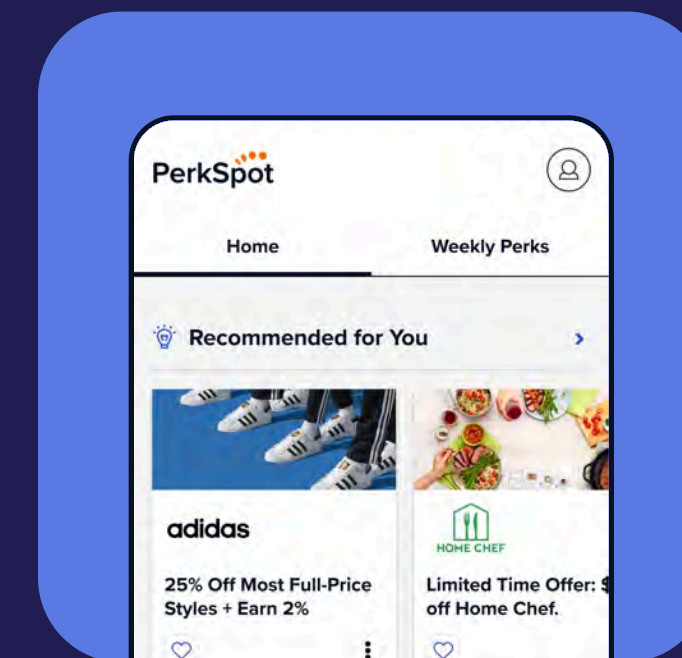 PerkSpot
Home
Weekly Perks
Recommended for You
adidas
25% Off Most Full-Price
Styles + Earn 2%
HOME CHEF
Limited Time Offer: $
off Home Chef.